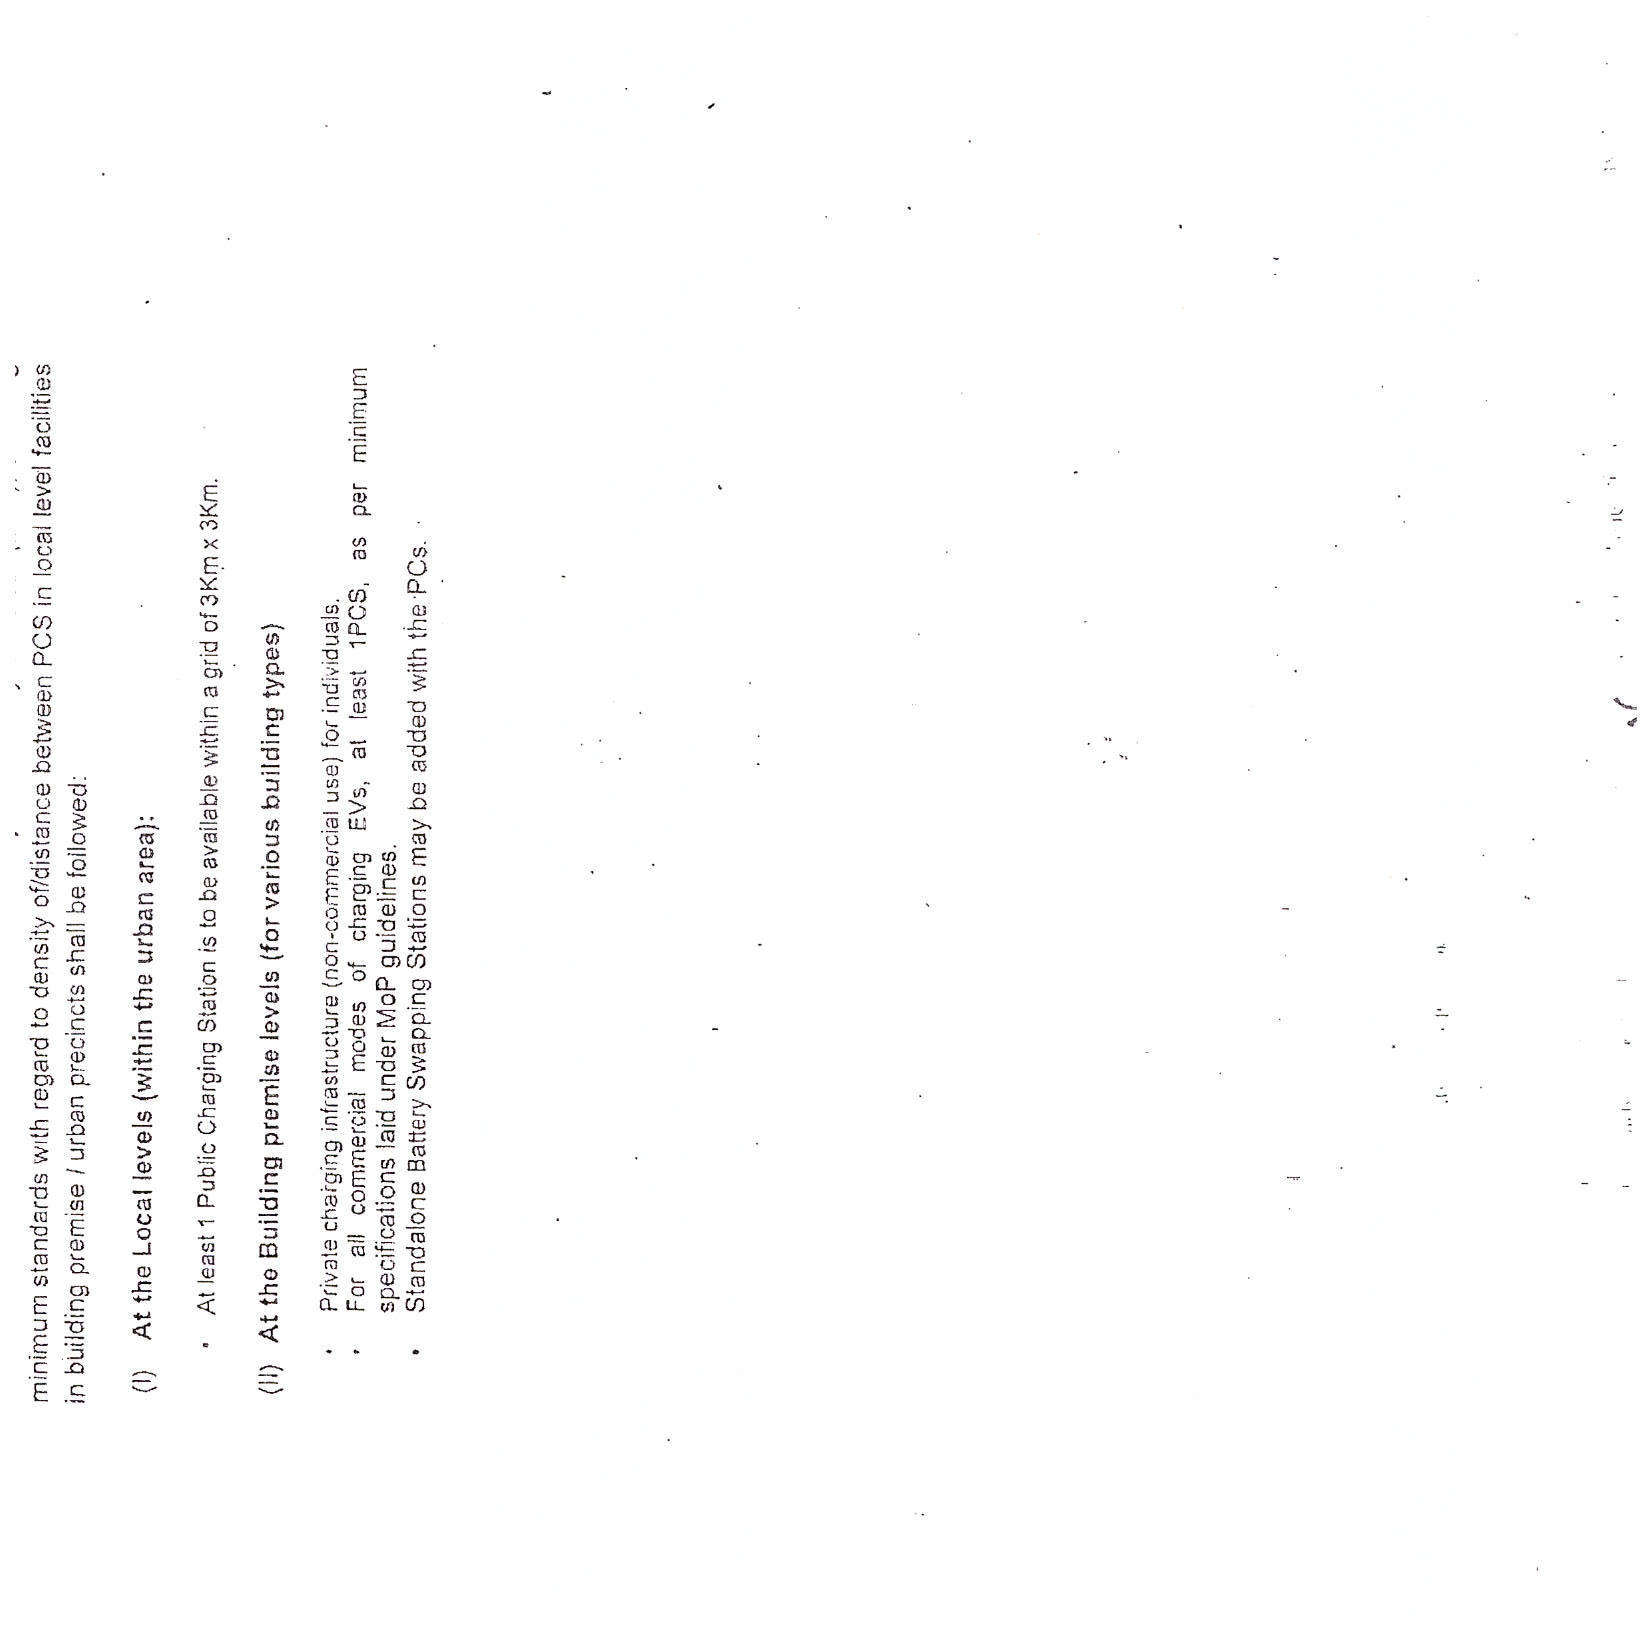 minimum standards with regard to density of/distance between PCS in local level facilities
in building premise / urban precincts shall be followed:
(I) At the Local levels (within the urban area):
• At least 1 Public Charging Station is to be available within a grid of 3Km x 3Km.
(II) At the Building premise levels (for various building types)
• Private charging infrastructure (non-commercial use) for individuals.
• For all commercial modes of charging EVs, at least 1PCS, as per minimum
specifications laid under MoP guidelines.
• Standalone Battery Swapping Stations may be added with the PCs.